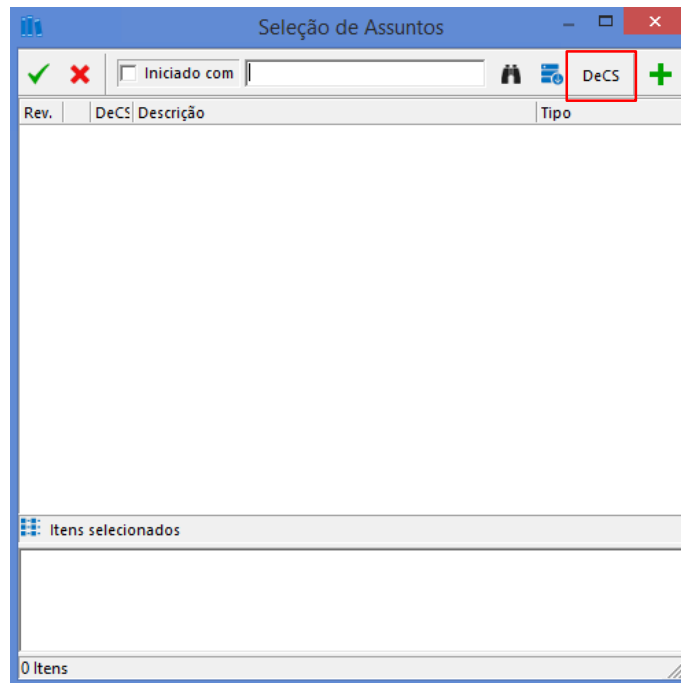 Seleção de Assuntos
Iniciado com DeCS
Rev. DeCS Descrição Tipo
Itens selecionados
0 Itens